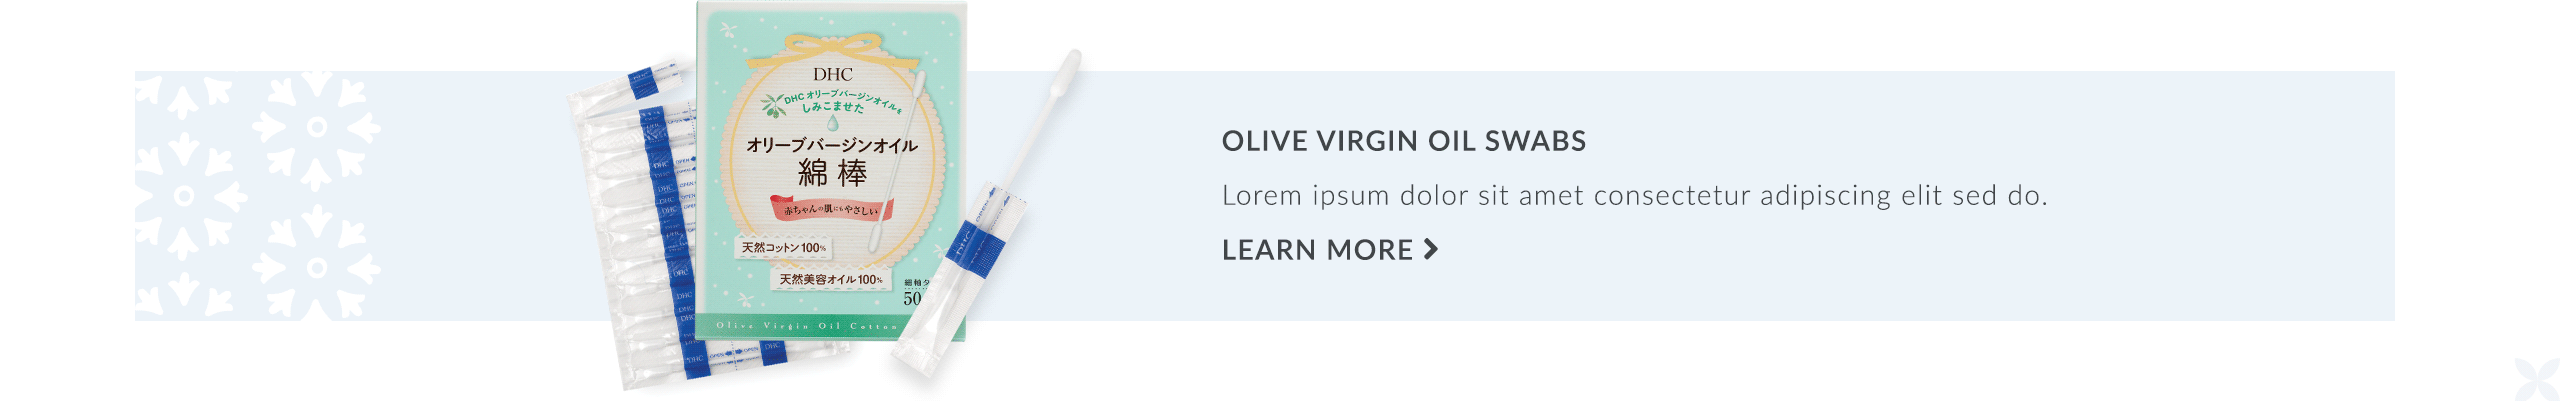 DHC
DHCオリーブバージンオイルを
しみこませた
オリーブバージンオイル
綿棒
赤ちゃんの肌にもやさしい
天然コットン100%
天然美容オイル100%
細軸
50
Olive Virgin Oil Cotton
OLIVE VIRGIN OIL SWABS
Lorem ipsum dolor sit amet consectetur adipiscing elit sed do.
LEARN MORE
DHC
OPEN